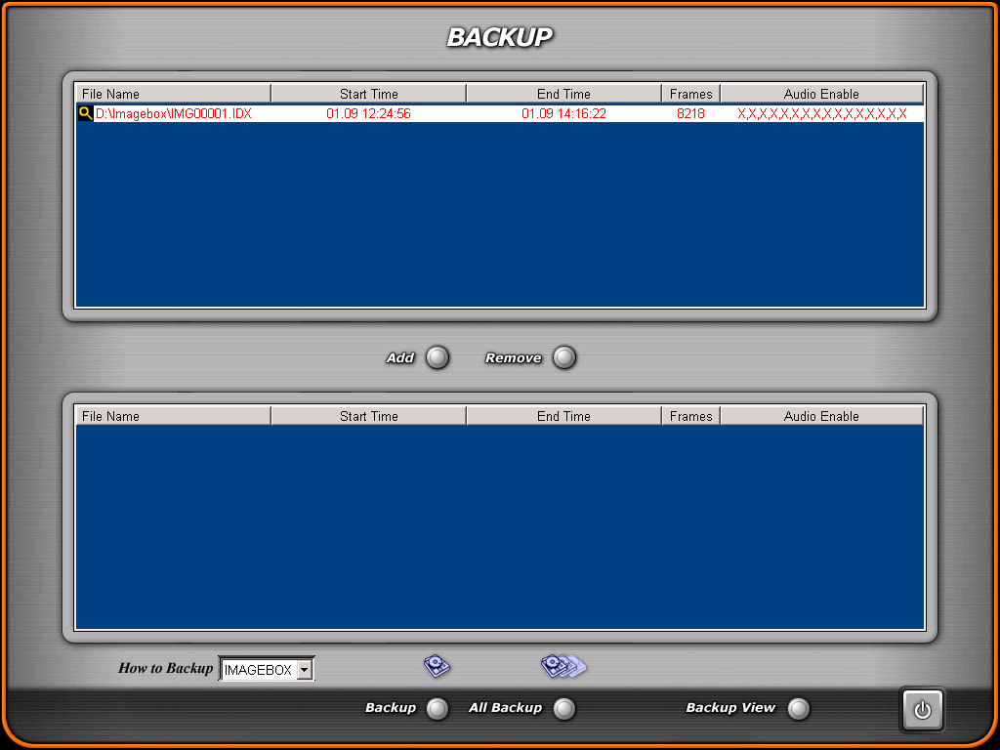 BACKUP
File Name Start Time End Time Frames Audio Enable
D:\Imagebox\IMG00001.IDX 01.09 12:24:56 01.09 14:16:22 8218 X,X,X,X,X,X,X,X,X,X,X,X,X,X,X,X
Add Remove
File Name Start Time End Time Frames Audio Enable
How to Backup IMAGEBOX
Backup All Backup Backup View